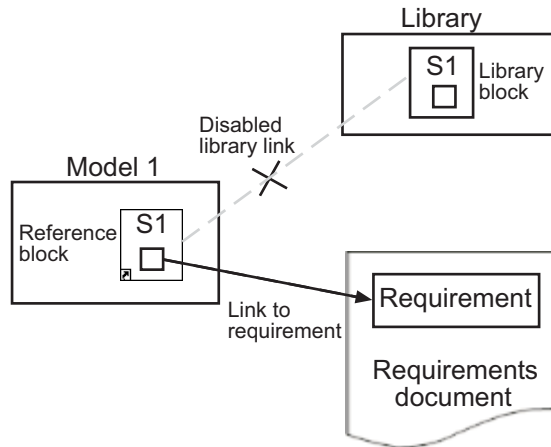 Library
S1
Library
block
Disabled
library link
Model 1
Reference
block
S1
Link to
requirement
Requirement
Requirements
document